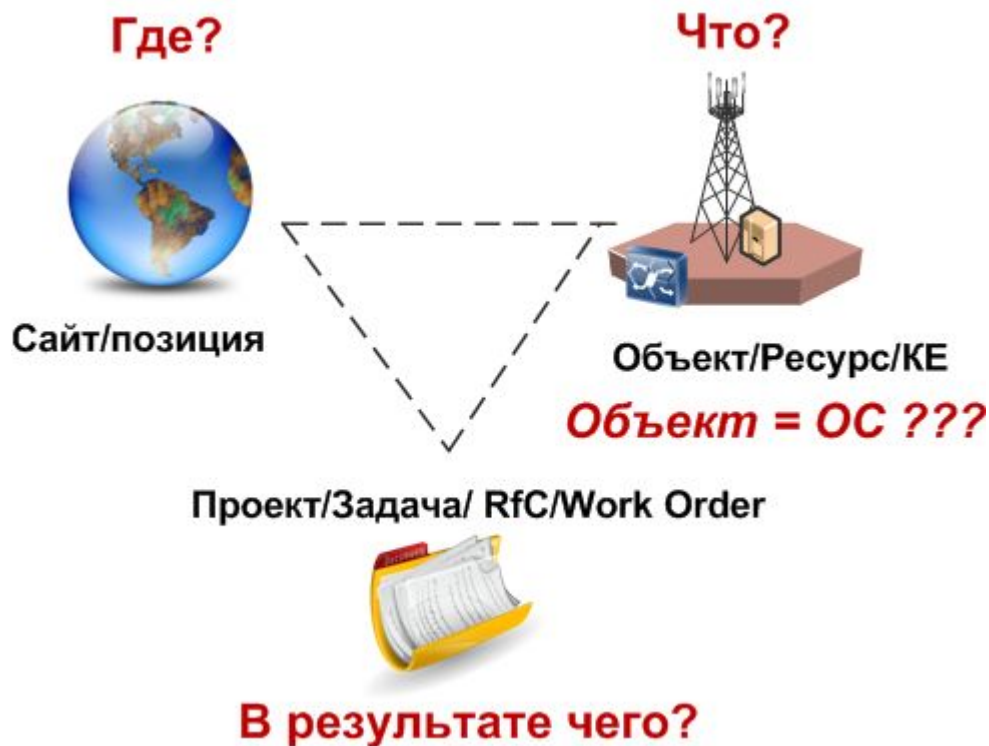 Где?
Что?
Сайт/позиция
Объект/Ресурс/КЕ
Объект = ОС ???
Проект/Задача/ RfC/Work Order
В результате чего?